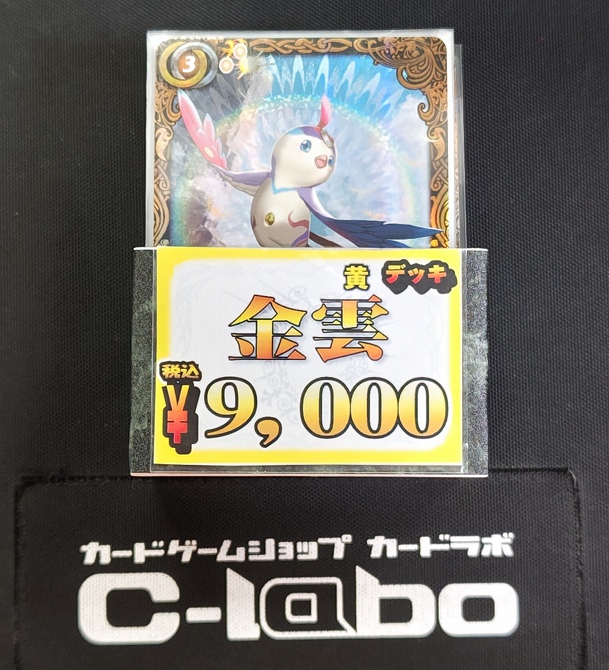 3
黄 デッキ
金雲
税込
¥9,000
カードゲームショップ カードラボ
C-labo